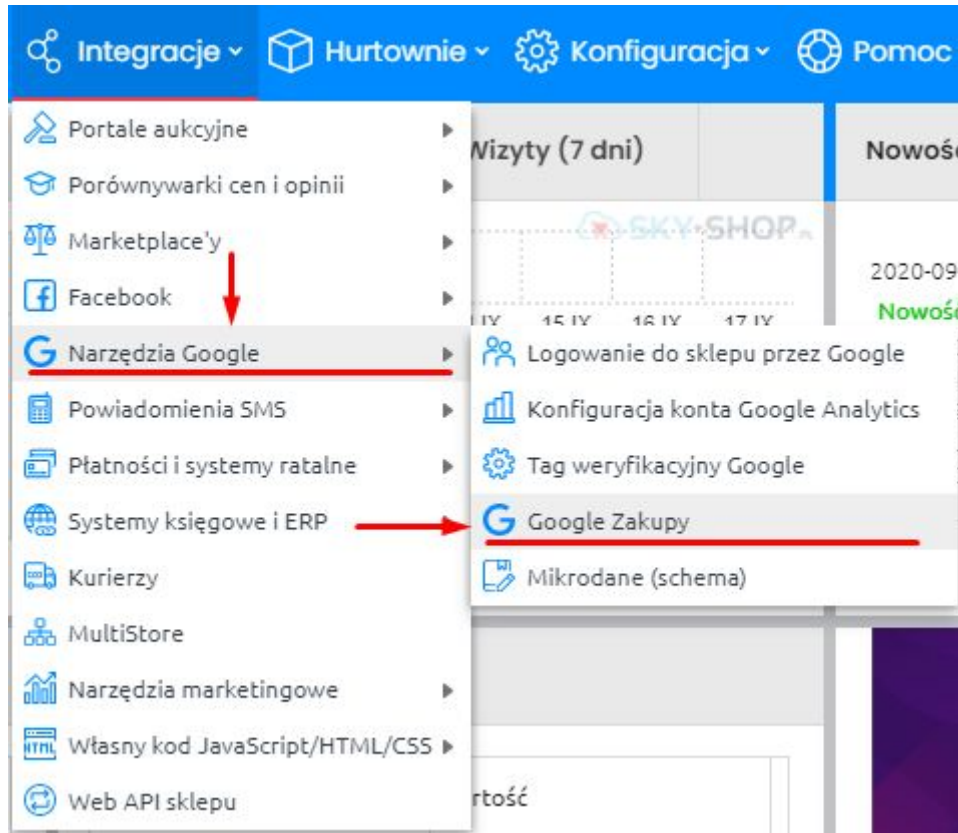 Integracje
Hurtownie
Konfiguracja
Pomoc
Portale aukcyjne
Porównywarki cen i opinii
Marketplace'y
Facebook
Narzędzia Google
Powiadomienia SMS
Płatności i systemy ratalne
Systemy księgowe i ERP
Kurierzy
MultiStore
Narzędzia marketingowe
HTML
Własny kod JavaScript/HTML/CSS
Web API sklepu
Wizyty (7 dni)
SKY-SHOP
15 IX 16 IX 17 IX
2020-09
Logowanie do sklepu przez Google
Konfiguracja konta Google Analytics
Tag weryfikacyjny Google
Google Zakupy
Mikrodane (schema)